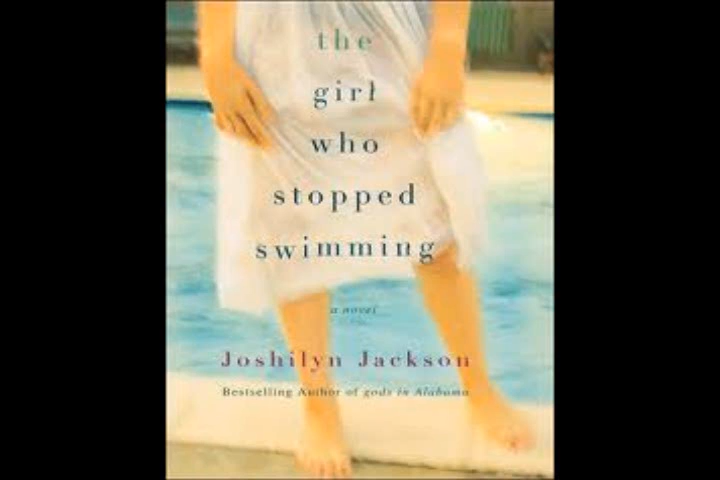 the
girl
who
stopped
swimming
a novel
Joshilyn Jackson
Bestselling Author of gods in Alabama